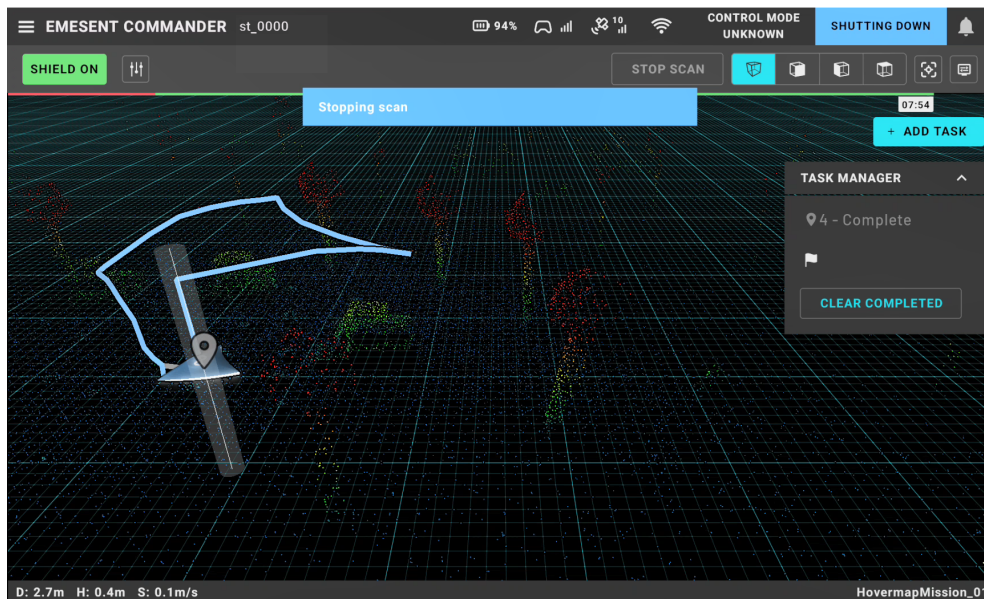 EMESENT COMMANDER st_0000
94%
10
CONTROL MODE
UNKNOWN
SHUTTING DOWN
SHIELD ON
STOP SCAN
Stopping scan
07:54
+ ADD TASK
TASK MANAGER
4 - Complete
CLEAR COMPLETED
D: 2.7m H: 0.4m S: 0.1m/s
HovermapMission_01